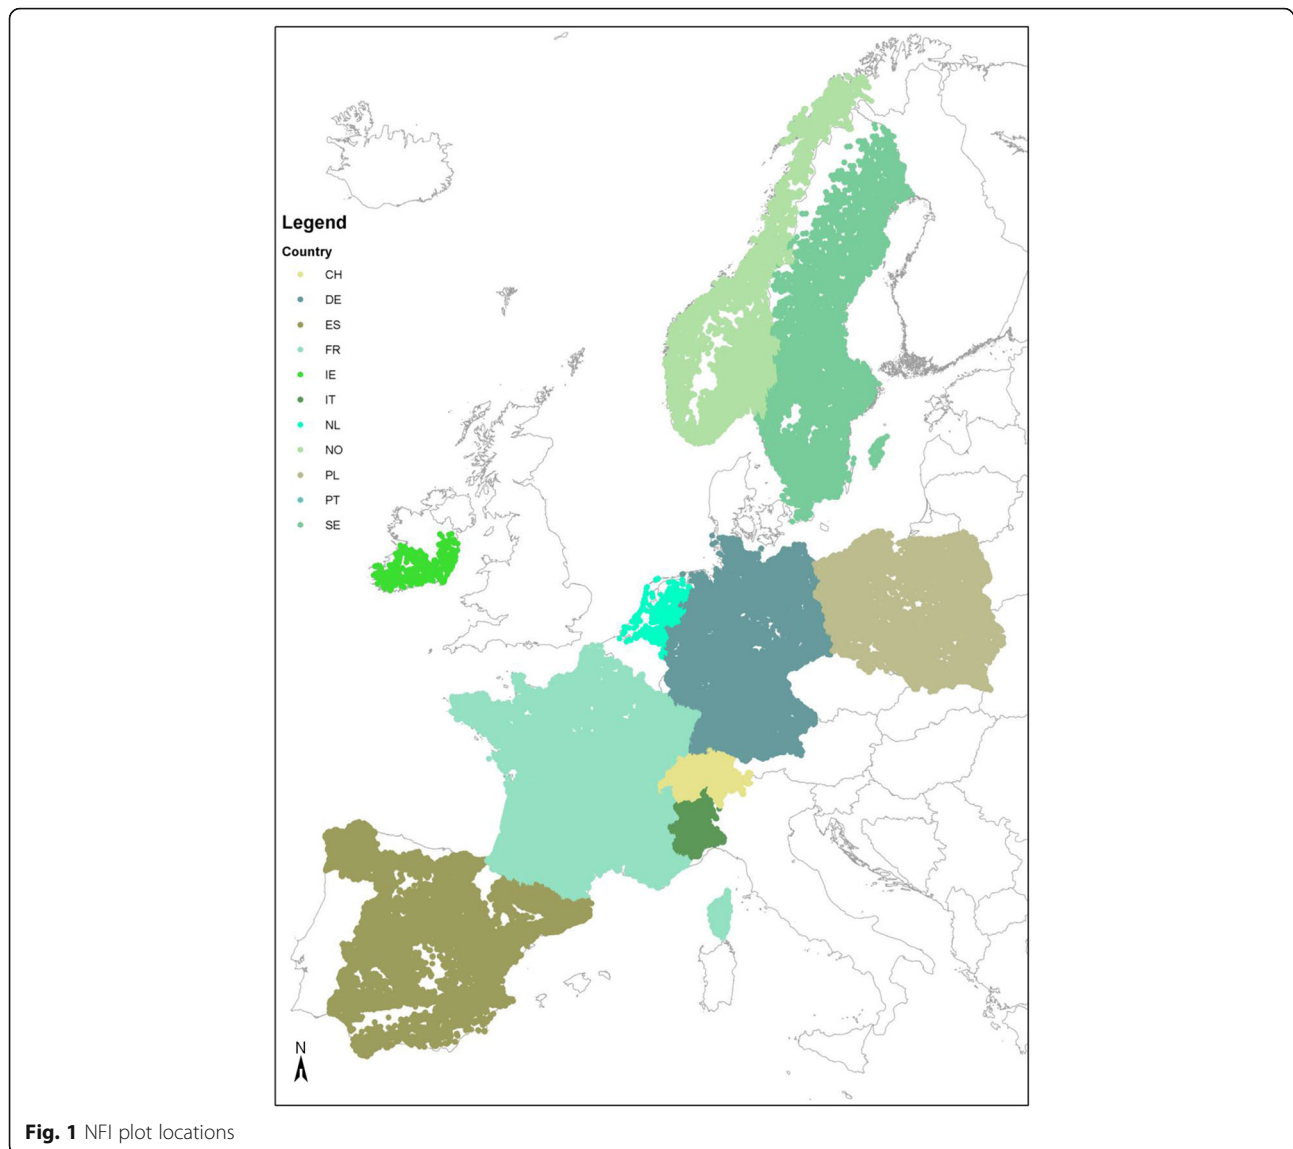 Legend
Country
CH
DE
ES
FR
IE
IT
NL
NO
PL
PT
SE
N
Fig. 1 NFI plot locations